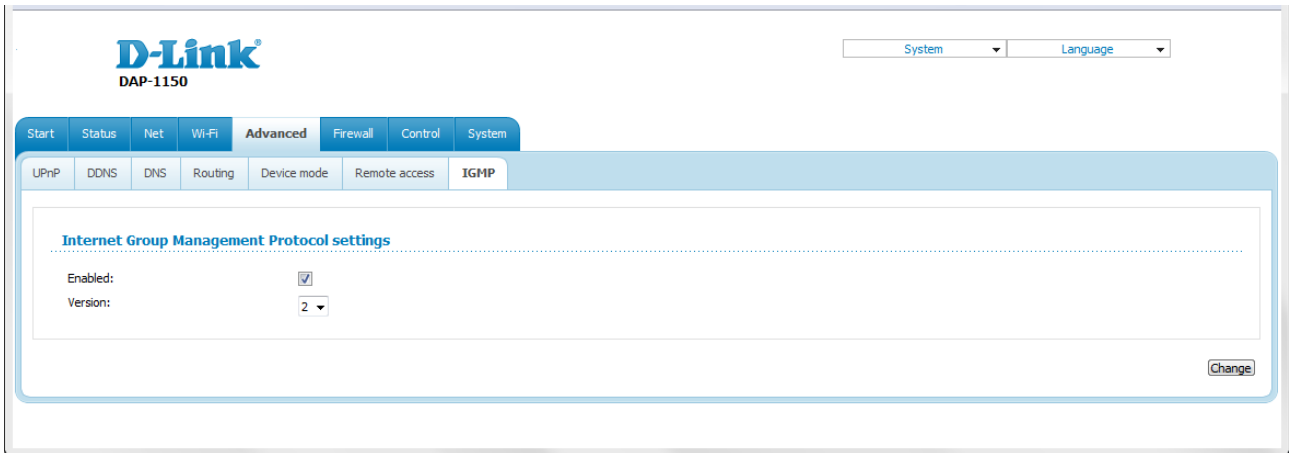 D-Link®
DAP-1150
System Language
Start Status Net Wi-Fi Advanced Firewall Control System
UPnP DDNS DNS Routing Device mode Remote access IGMP
Internet Group Management Protocol settings
Enabled:
Version: 2
Change